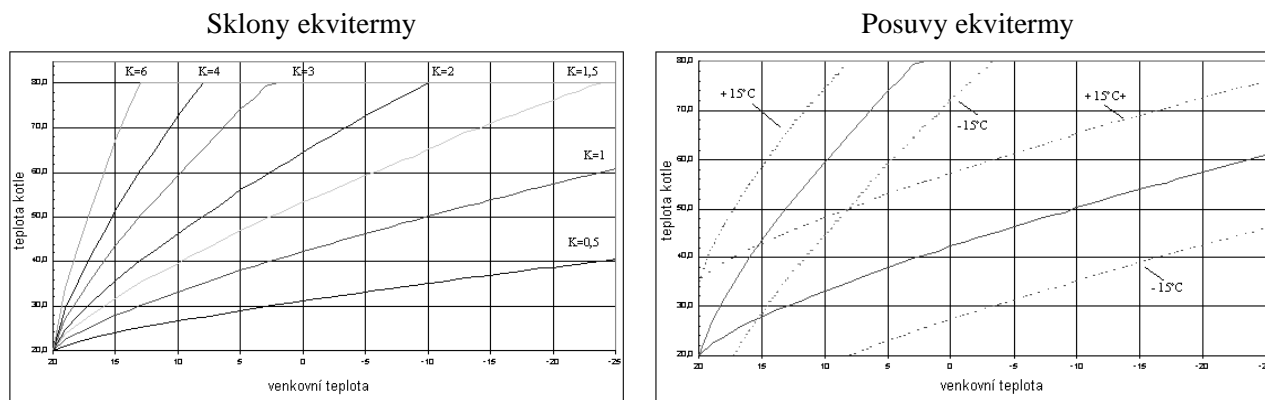 Sklony ekvitermy
K=6 K=4 K=3 K=2 K=1,5
K=1
K=0,5
80,0
70,0
60,0
50,0
40,0
30,0
20,0
teplota kotle
20 15 10 5 0 -5 -10 -15 -20 -25
venkovní teplota
Posuvy ekvitermy
+15°C
-15°C
+15°C+
-15°C
80,0
70,0
60,0
50,0
40,0
30,0
20,0
teplota kotle
20 15 10 5 0 -5 -10 -15 -20
venkovní teplota